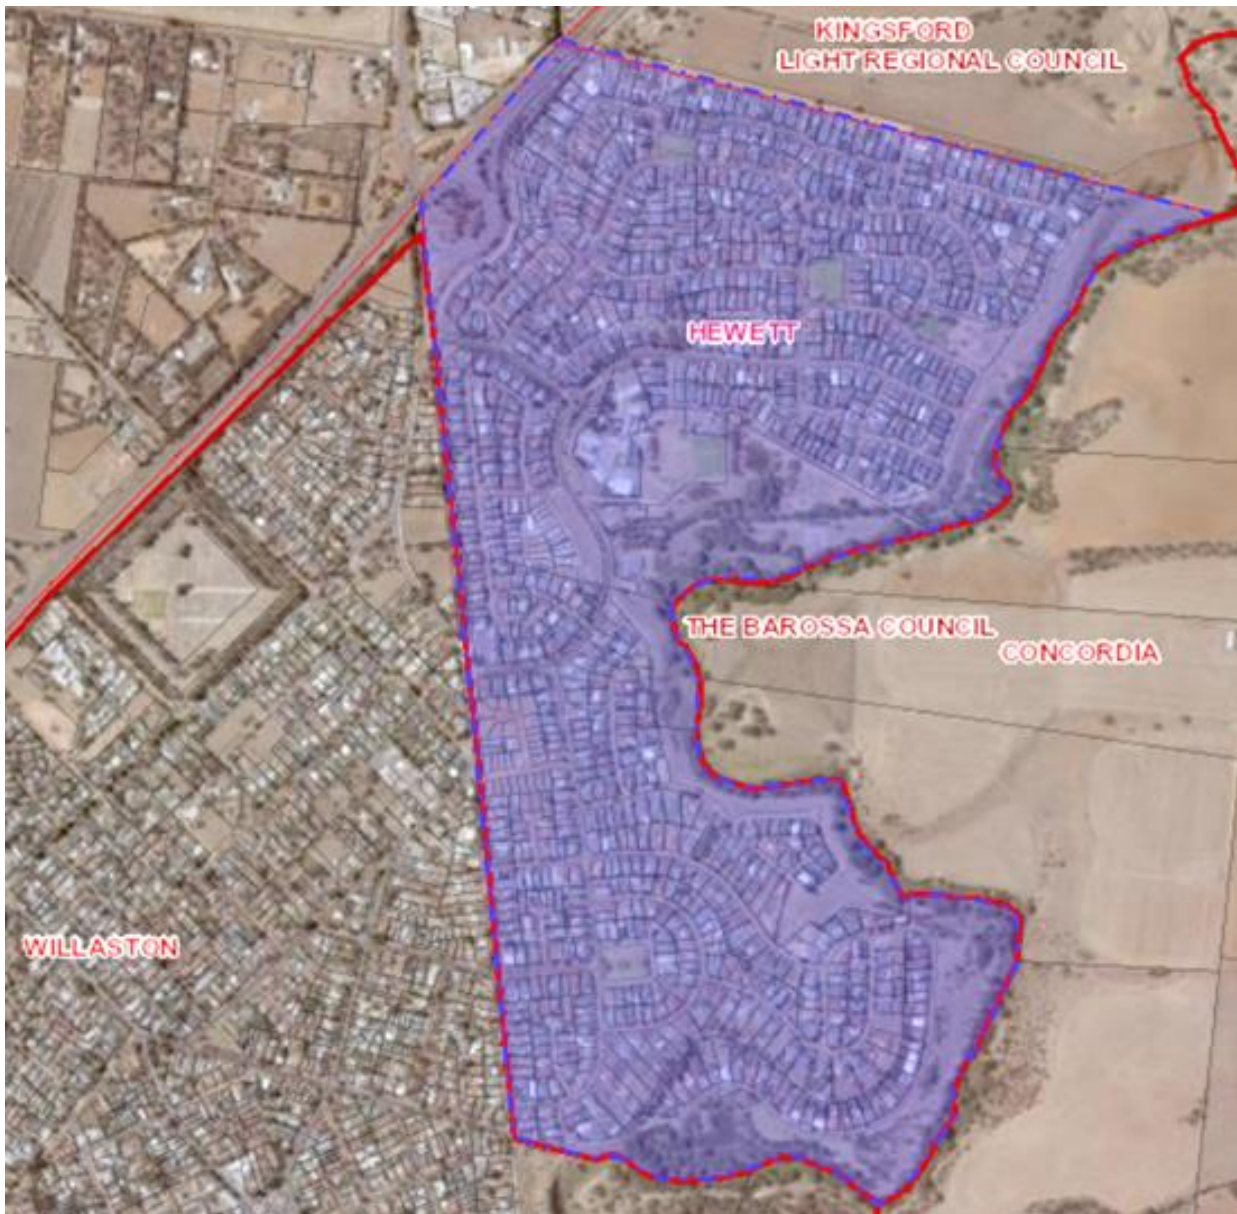 KINGSFORD
LIGHT REGIONAL COUNCIL
HEWETT
THE BAROSSA COUNCIL
CONCORDIA
WILLASTON